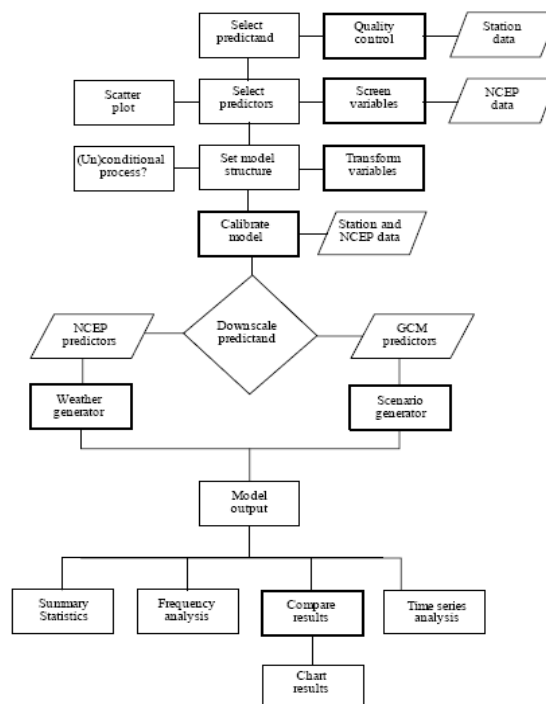 Select
predictand
Quality
control
Station
data
Scatter
plot
Select
predictors
Screen
variables
NCEP
data
(Un)conditional
process?
Set model
structure
Transform
variables
Calibrate
model
Station and
NCEP data
NCEP
predictors
Downscale
predictand
GCM
predictors
Weather
generator
Scenario
generator
Model
output
Summary
Statistics
Frequency
analysis
Compare
results
Time series
analysis
Chart
results